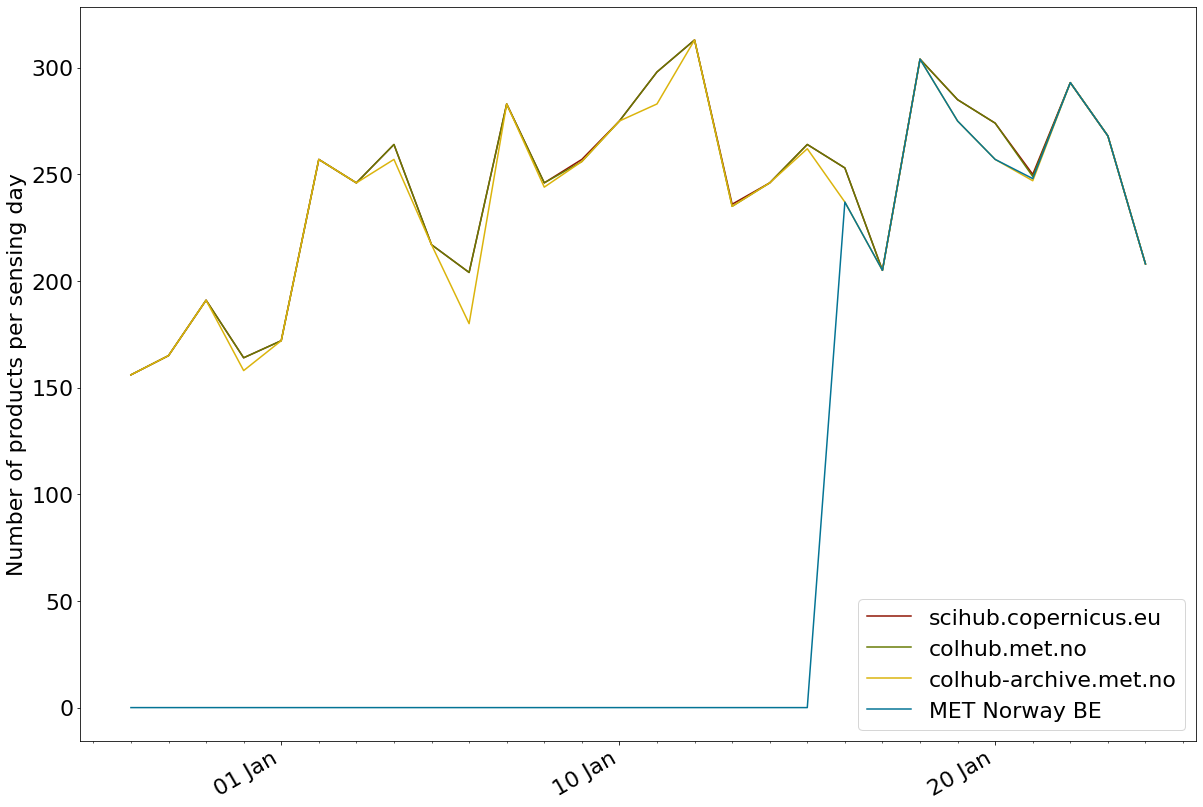 Number of products per sensing day
300
250
200
150
100
50
0
01 Jan
10 Jan
20 Jan
scihub.copernicus.eu
colhub.met.no
colhub-archive.met.no
MET Norway BE